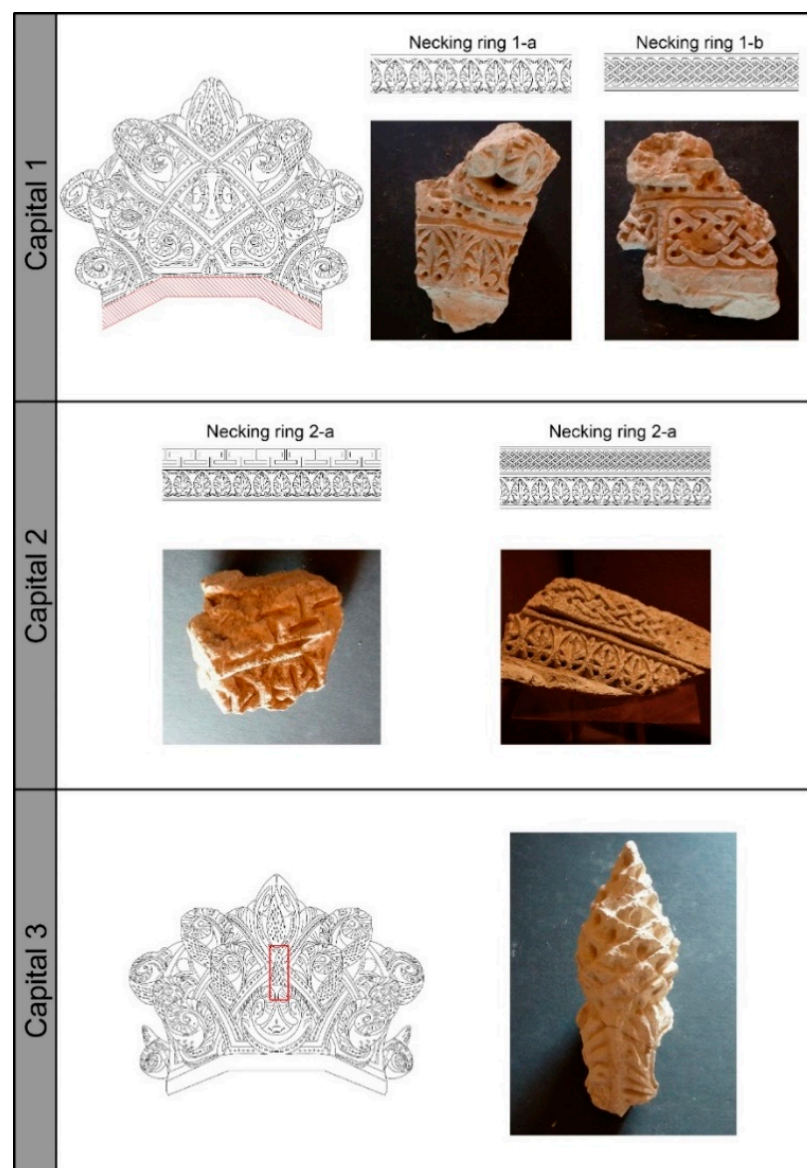 Capital 1
Necking ring 1-a
Necking ring 1-b
Capital 2
Necking ring 2-a
Necking ring 2-a
Capital 3